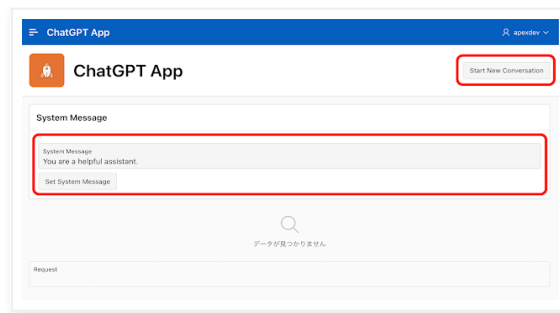 ChatGPT App
apexdev
ChatGPT App
Start New Conversation
System Message
System Message
You are a helpful assistant.
Set System Message
データが見つかりません
Request